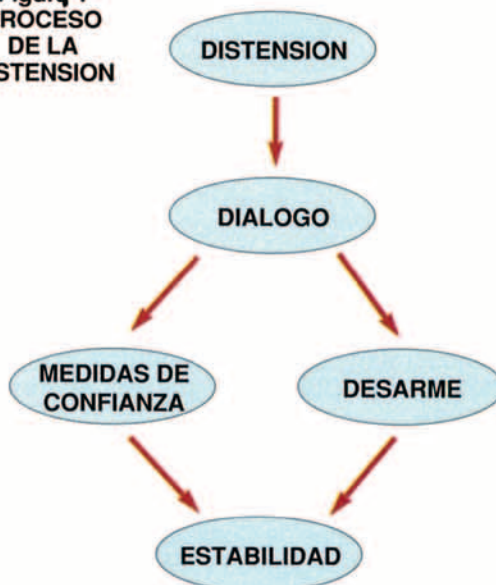 ROCESO
DE LA
STENSION
DISTENSION
DIALOGO
MEDIDAS DE
CONFIANZA
DESARME
ESTABILIDAD